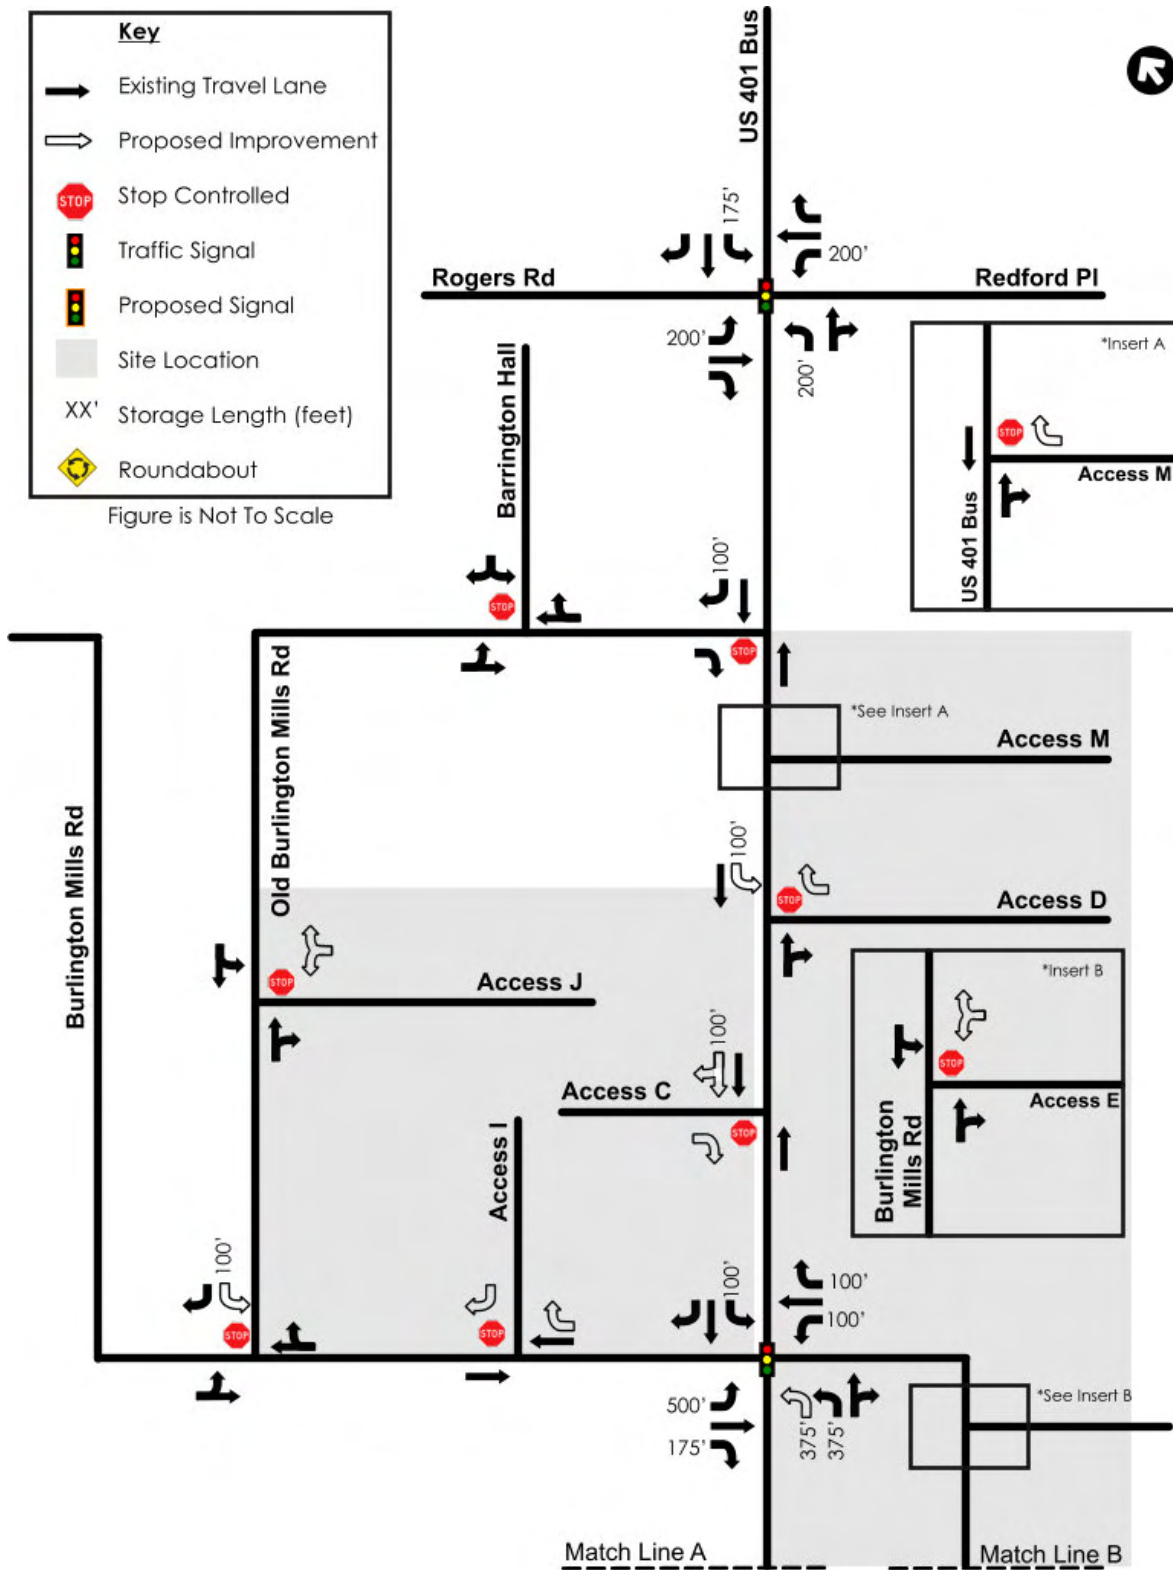 Key
Existing Travel Lane
Proposed Improvement
STOP
Stop Controlled
Traffic Signal
Proposed Signal
Site Location
XX'
Storage Length (feet)
Roundabout
Figure is Not To Scale
US 401 Bus
175'
200'
Rogers Rd
Redford Pl
200'
200'
*Insert A
STOP
Access M
US 401 Bus
Barrington Hall
STOP
100'
STOP
*See Insert A
Access M
Old Burlington Mills Rd
Burlington Mills Rd
100'
STOP
Access D
STOP
Access J
*Insert B
STOP
Access E
Burlington
Mills Rd
100'
Access C
STOP
Access I
100'
STOP
STOP
100'
100'
100'
500'
175'
375'
375'
*See Insert B
Match Line A
Match Line B